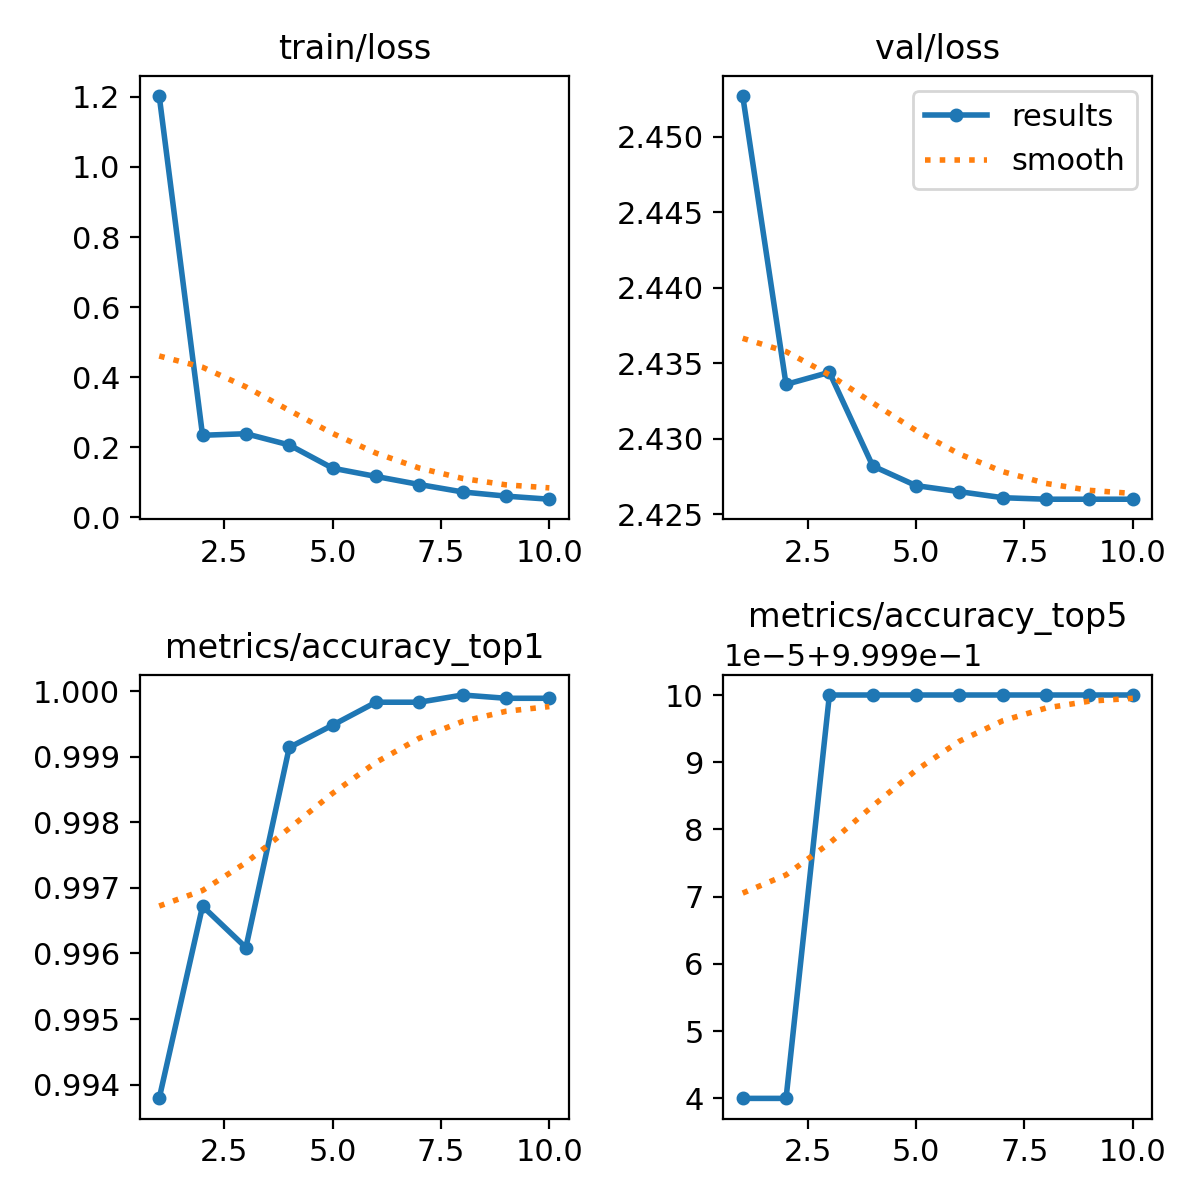 train/loss
1.2
1.0
0.8
0.6
0.4
0.2
0.0
2.5 5.0 7.5 10.0
val/loss
results
smooth
2.450
2.445
2.440
2.435
2.430
2.425
2.5 5.0 7.5 10.0
metrics/accuracy_top1
1.000
0.999
0.998
0.997
0.996
0.995
0.994
2.5 5.0 7.5 10.0
metrics/accuracy_top5
1e−5+9.999e−1
10
9
8
7
6
5
4
2.5 5.0 7.5 10.0